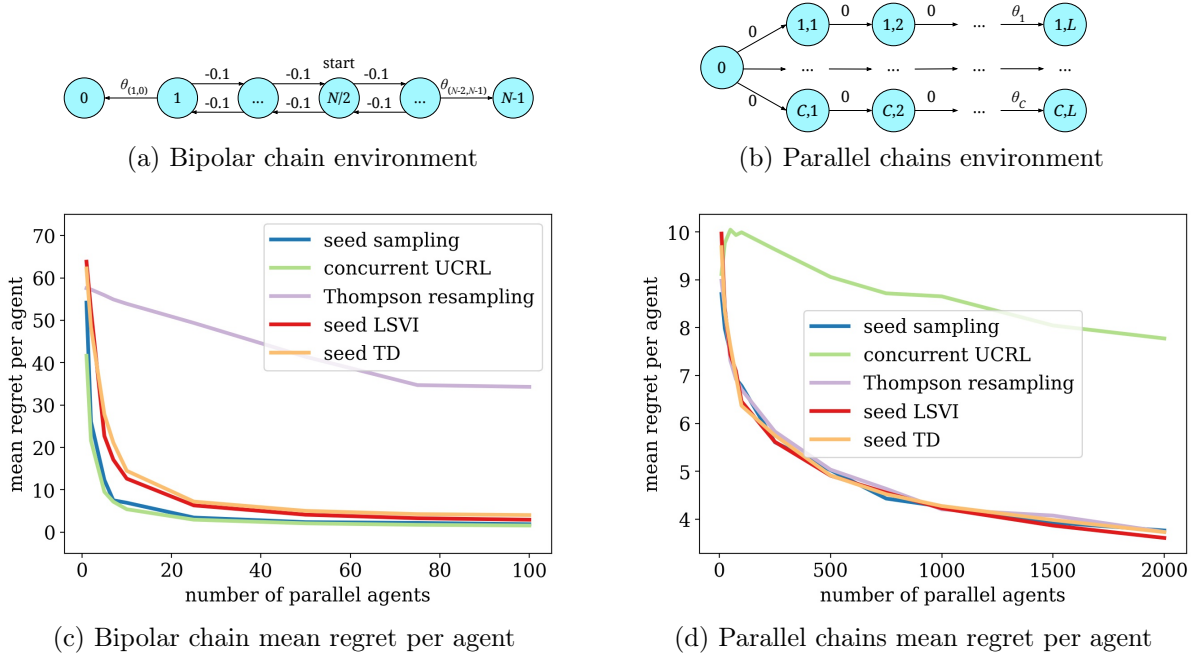 0
θ(1,0)
1
-0.1
-0.1
...
-0.1
-0.1
start
N/2
-0.1
-0.1
...
θ(N-2,N-1)
N-1
(a) Bipolar chain environment
0
0
1,1
0
1,2
0
...
θ1
1,L
...
...
...
...
0
C,1
0
C,2
0
...
θC
C,L
(b) Parallel chains environment
mean regret per agent
70
60
50
40
30
20
10
0
seed sampling
concurrent UCRL
Thompson resampling
seed LSVI
seed TD
0 20 40 60 80 100
number of parallel agents
(c) Bipolar chain mean regret per agent
mean regret per agent
10
9
8
7
6
5
4
seed sampling
concurrent UCRL
Thompson resampling
seed LSVI
seed TD
0 500 1000 1500 2000
number of parallel agents
(d) Parallel chains mean regret per agent